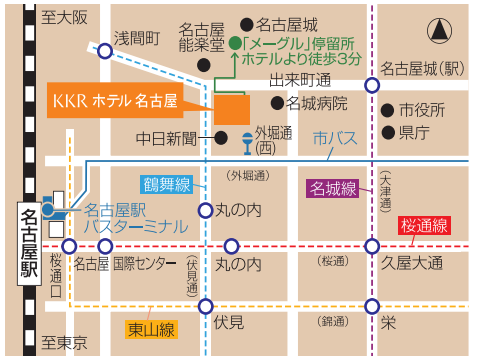 至大阪
浅間町
名古屋
能楽堂
名古屋城
「メーグル」停留所
ホテルより徒歩3分
出来町通
名古屋城(駅)
KKR ホテル 名古屋
名城病院
市役所
県庁
中日新聞
外堀通
(西)
市バス
鶴舞線
(外堀通)
名城線
(大津通)
名古屋駅
バスターミナル
丸の内
桜通線
名古屋駅
桜通口
名古屋
国際センター
(伏見通)
丸の内
(桜通)
久屋大通
東山線
伏見
(錦通)
栄
至東京